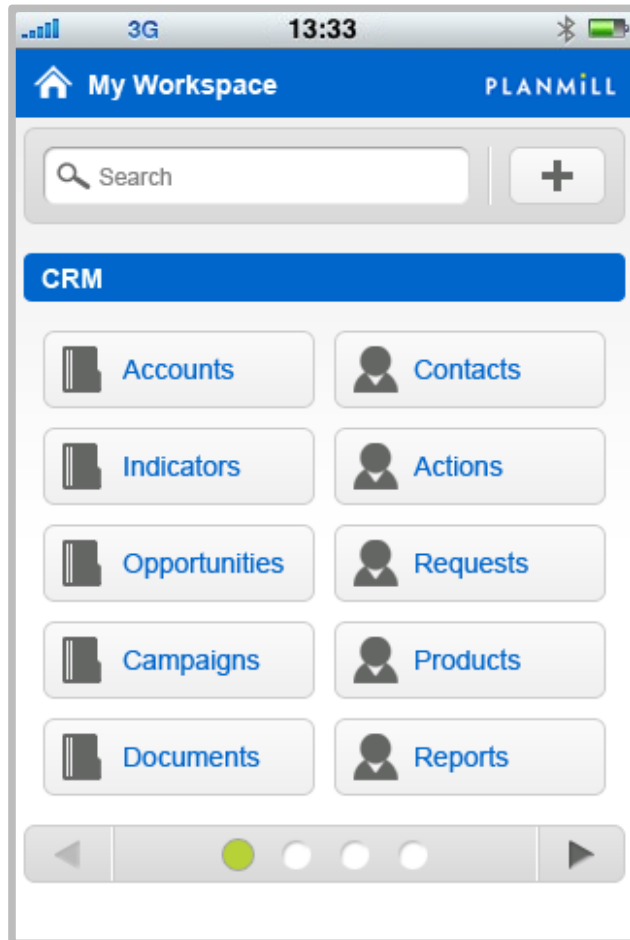 3G 13:33
My Workspace PLANMILL
Search
CRM
Accounts Contacts
Indicators Actions
Opportunities Requests
Campaigns Products
Documents Reports